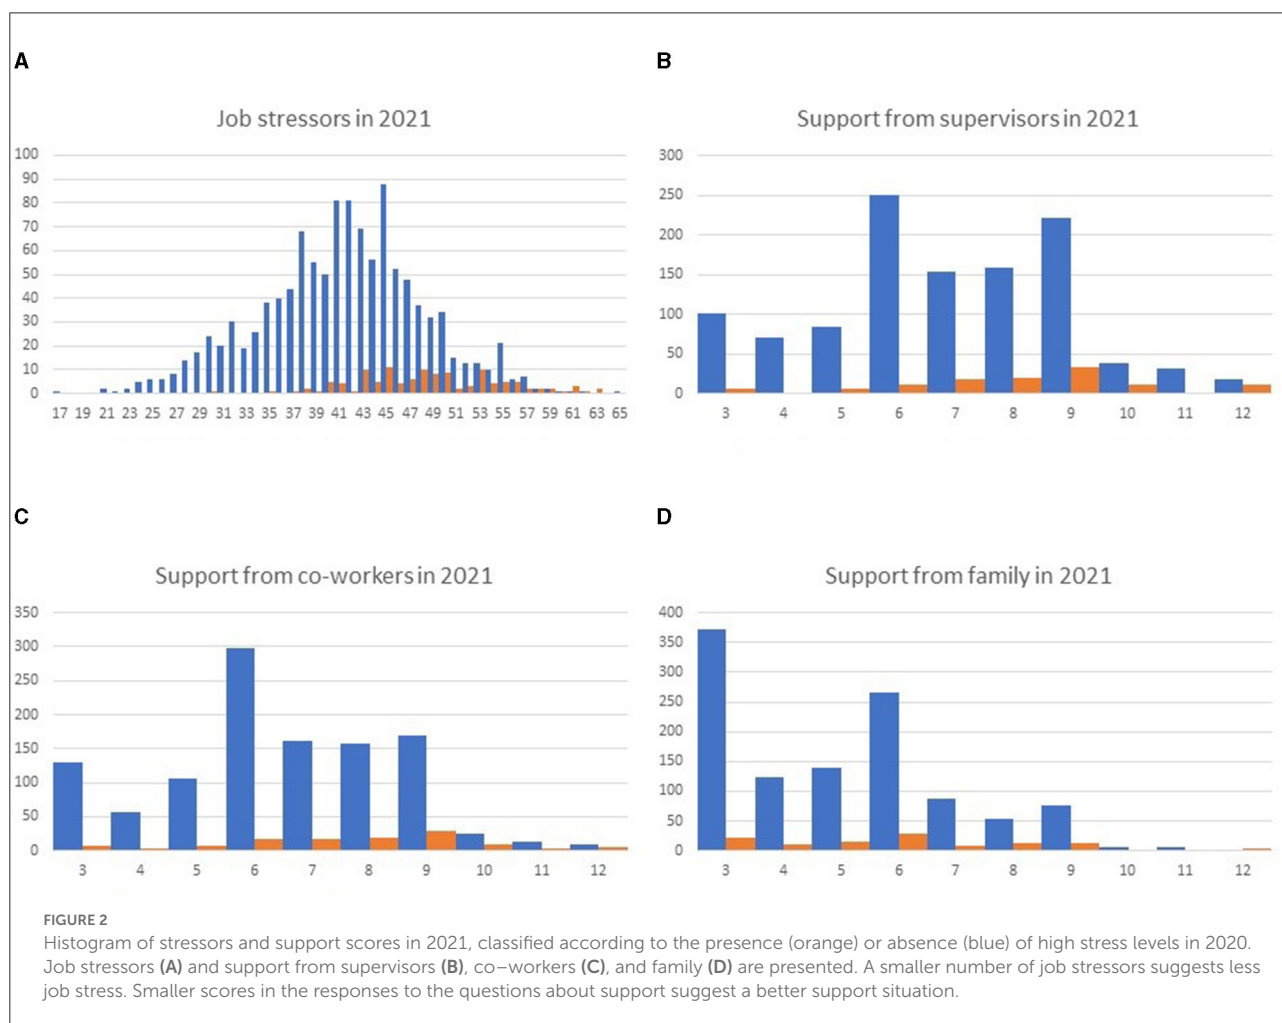 A
Job stressors in 2021
100
90
80
70
60
50
40
30
20
10
0
17 19 21 23 25 27 29 31 33 35 37 39 41 43 45 47 49 51 53 55 57 59 61 63 65
B
Support from supervisors in 2021
300
250
200
150
100
50
0
3 4 5 6 7 8 9 10 11 12
C
Support from co-workers in 2021
350
300
250
200
150
100
50
0
3 4 5 6 7 8 9 10 11 12
D
Support from family in 2021
400
350
300
250
200
150
100
50
0
3 4 5 6 7 8 9 10 11 12
FIGURE 2
Histogram of stressors and support scores in 2021, classified according to the presence (orange) or absence (blue) of high stress levels in 2020.
Job stressors (A) and support from supervisors (B), co–workers (C), and family (D) are presented. A smaller number of job stressors suggests less
job stress. Smaller scores in the responses to the questions about support suggest a better support situation.